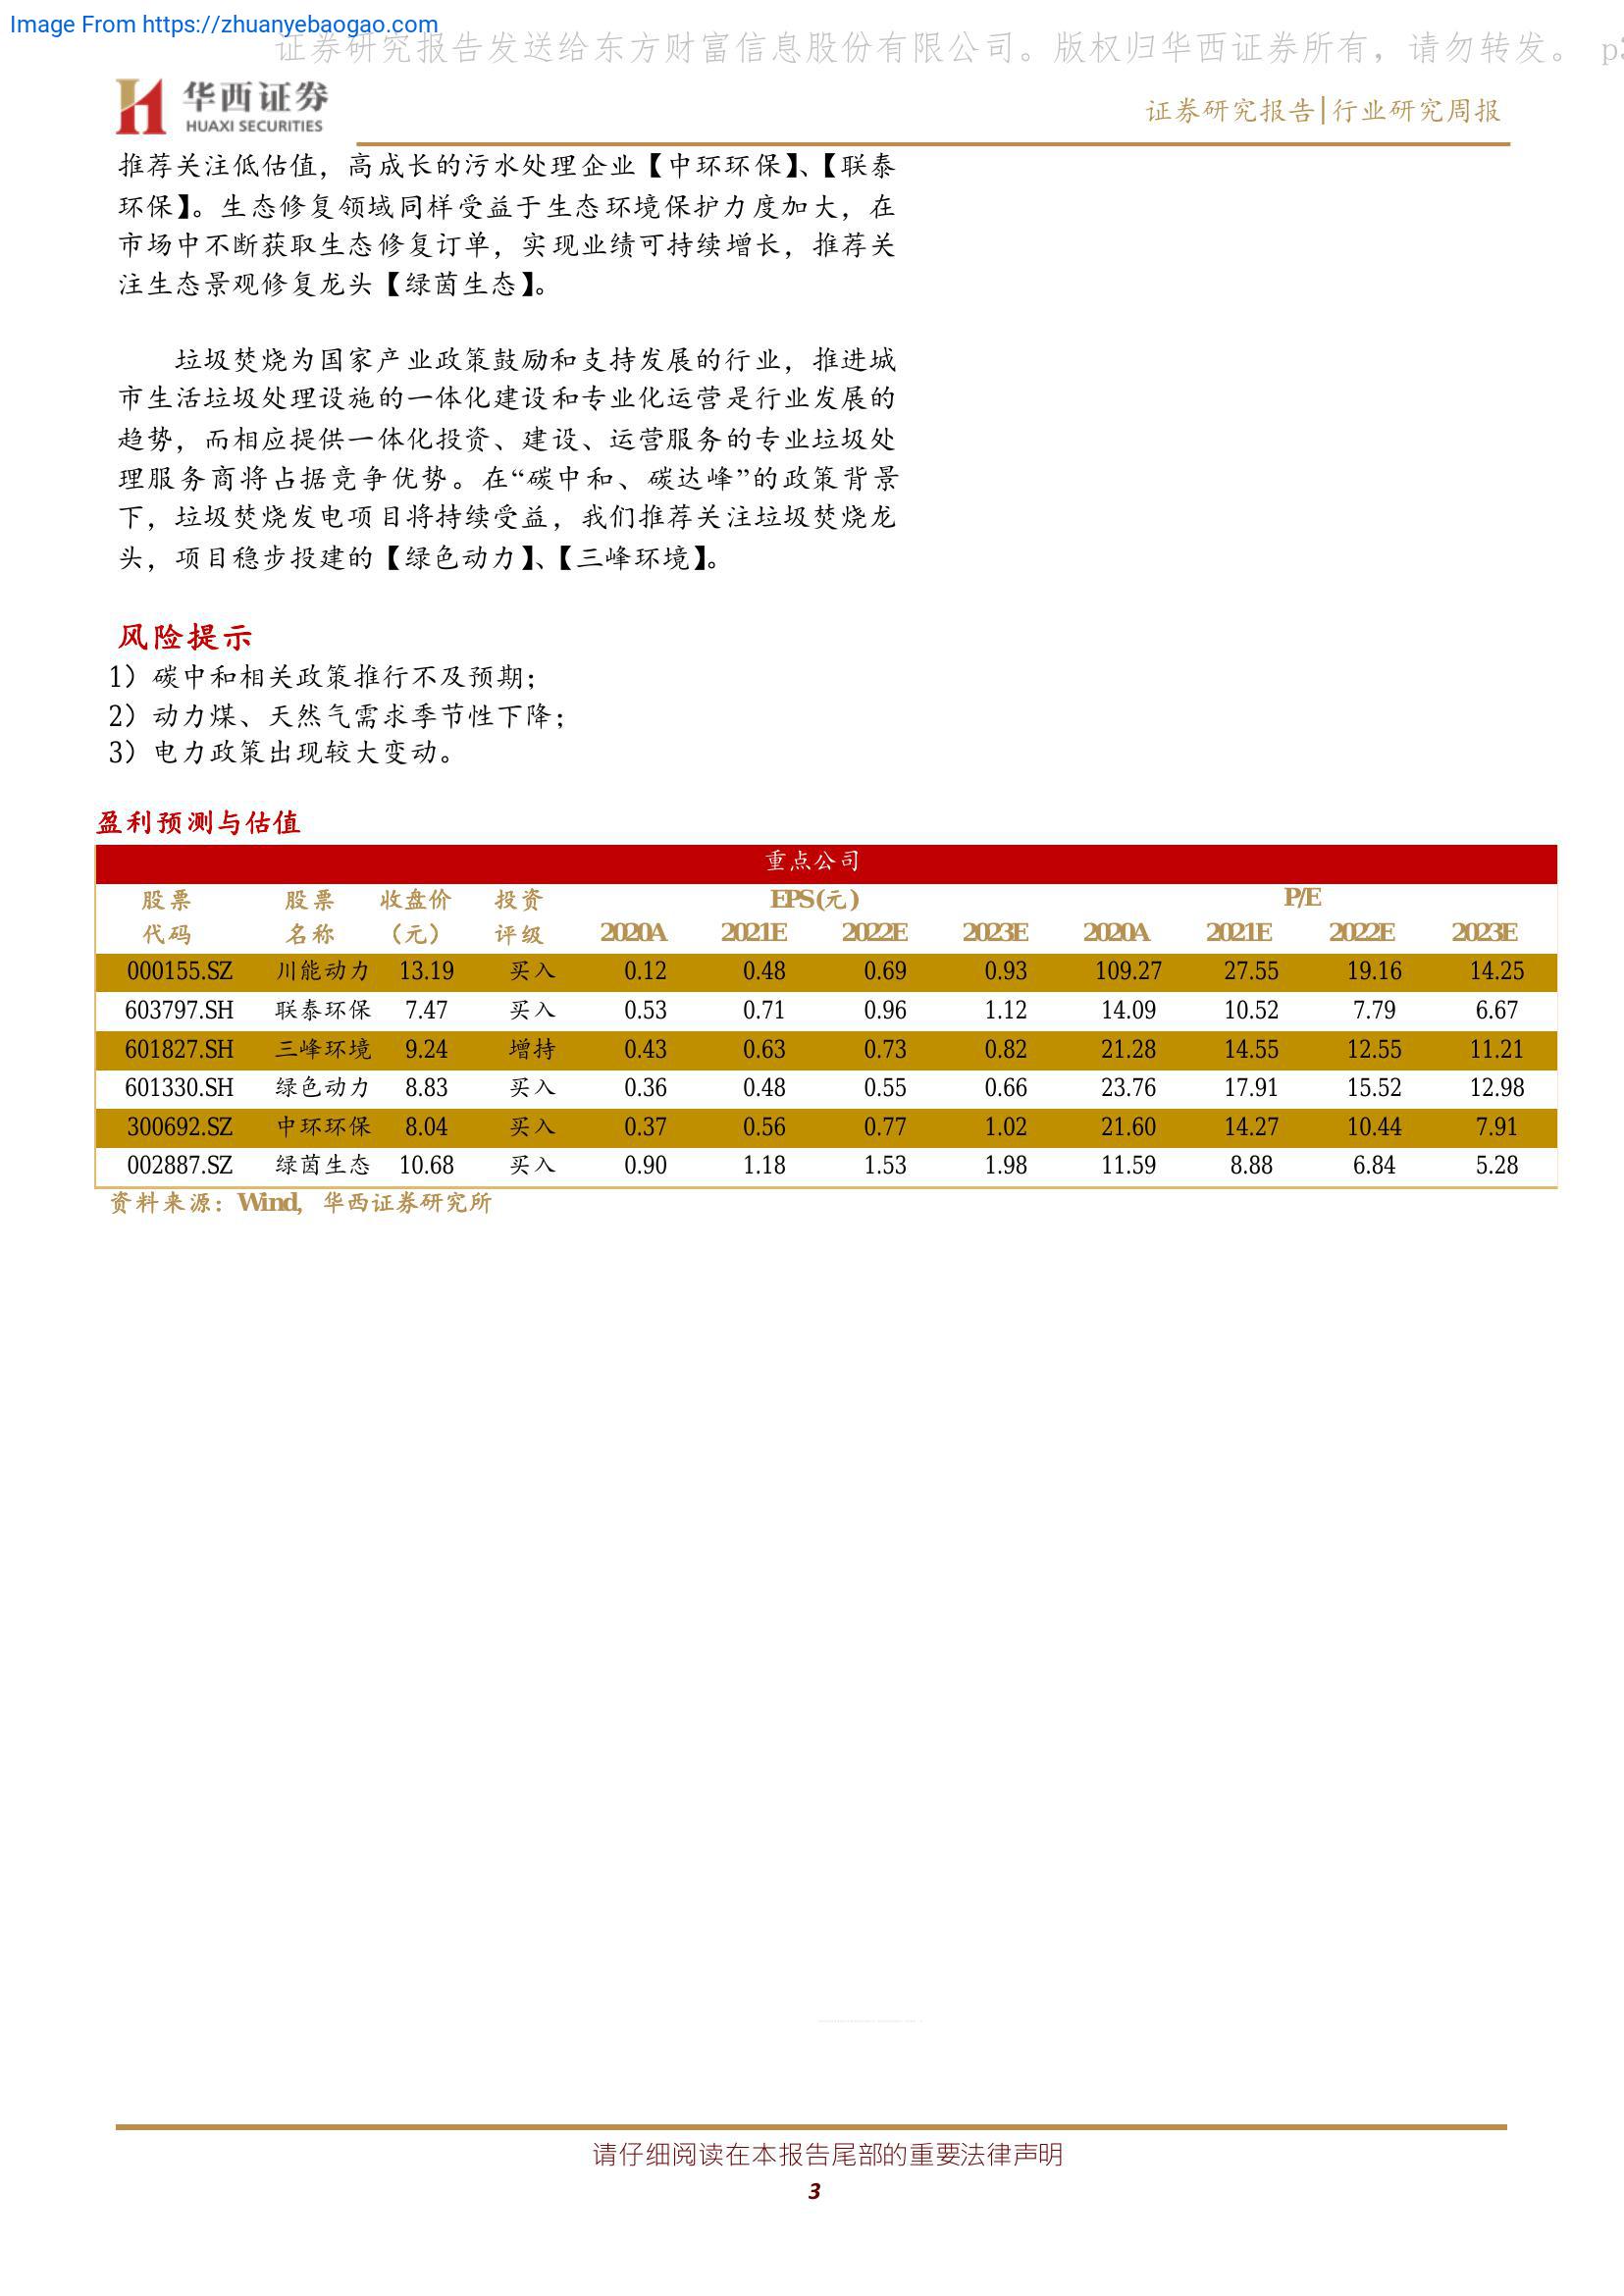 Image From https://zhuanyebaogao.com
证券研究报告发送给东方财富信息股份有限公司。版权归华西证券所有，请勿转发。 p3
华西证券
HUAXI SECURITIES
证券研究报告|行业研究周报
推荐关注低估值，高成长的污水处理企业【中环环保】、【联泰
环保】。生态修复领域同样受益于生态环境保护力度加大，在
市场中不断获取生态修复订单，实现业绩可持续增长，推荐关
注生态景观修复龙头【绿茵生态】。
垃圾焚烧为国家产业政策鼓励和支持发展的行业，推进城
市生活垃圾处理设施的一体化建设和专业化运营是行业发展的
趋势，而相应提供一体化投资、建设、运营服务的专业垃圾处
理服务商将占据竞争优势。在“碳中和、碳达峰”的政策背景
下，垃圾焚烧发电项目将持续受益，我们推荐关注垃圾焚烧龙
头，项目稳步投建的【绿色动力】、【三峰环境】。
风险提示
1）碳中和相关政策推行不及预期；
2）动力煤、天然气需求季节性下降；
3）电力政策出现较大变动。
盈利预测与估值
重点公司
股票 股票 收盘价 投资 EPS(元) P/E
代码 名称 （元） 评级 2020A 2021E 2022E 2023E 2020A 2021E 2022E 2023E
000155.SZ 川能动力 13.19 买入 0.12 0.48 0.69 0.93 109.27 27.55 19.16 14.25
603797.SH 联泰环保 7.47 买入 0.53 0.71 0.96 1.12 14.09 10.52 7.79 6.67
601827.SH 三峰环境 9.24 增持 0.43 0.63 0.73 0.82 21.28 14.55 12.55 11.21
601330.SH 绿色动力 8.83 买入 0.36 0.48 0.55 0.66 23.76 17.91 15.52 12.98
300692.SZ 中环环保 8.04 买入 0.37 0.56 0.77 1.02 21.60 14.27 10.44 7.91
002887.SZ 绿茵生态 10.68 买入 0.90 1.18 1.53 1.98 11.59 8.88 6.84 5.28
资料来源：Wind，华西证券研究所
请仔细阅读在本报告尾部的重要法律声明
3